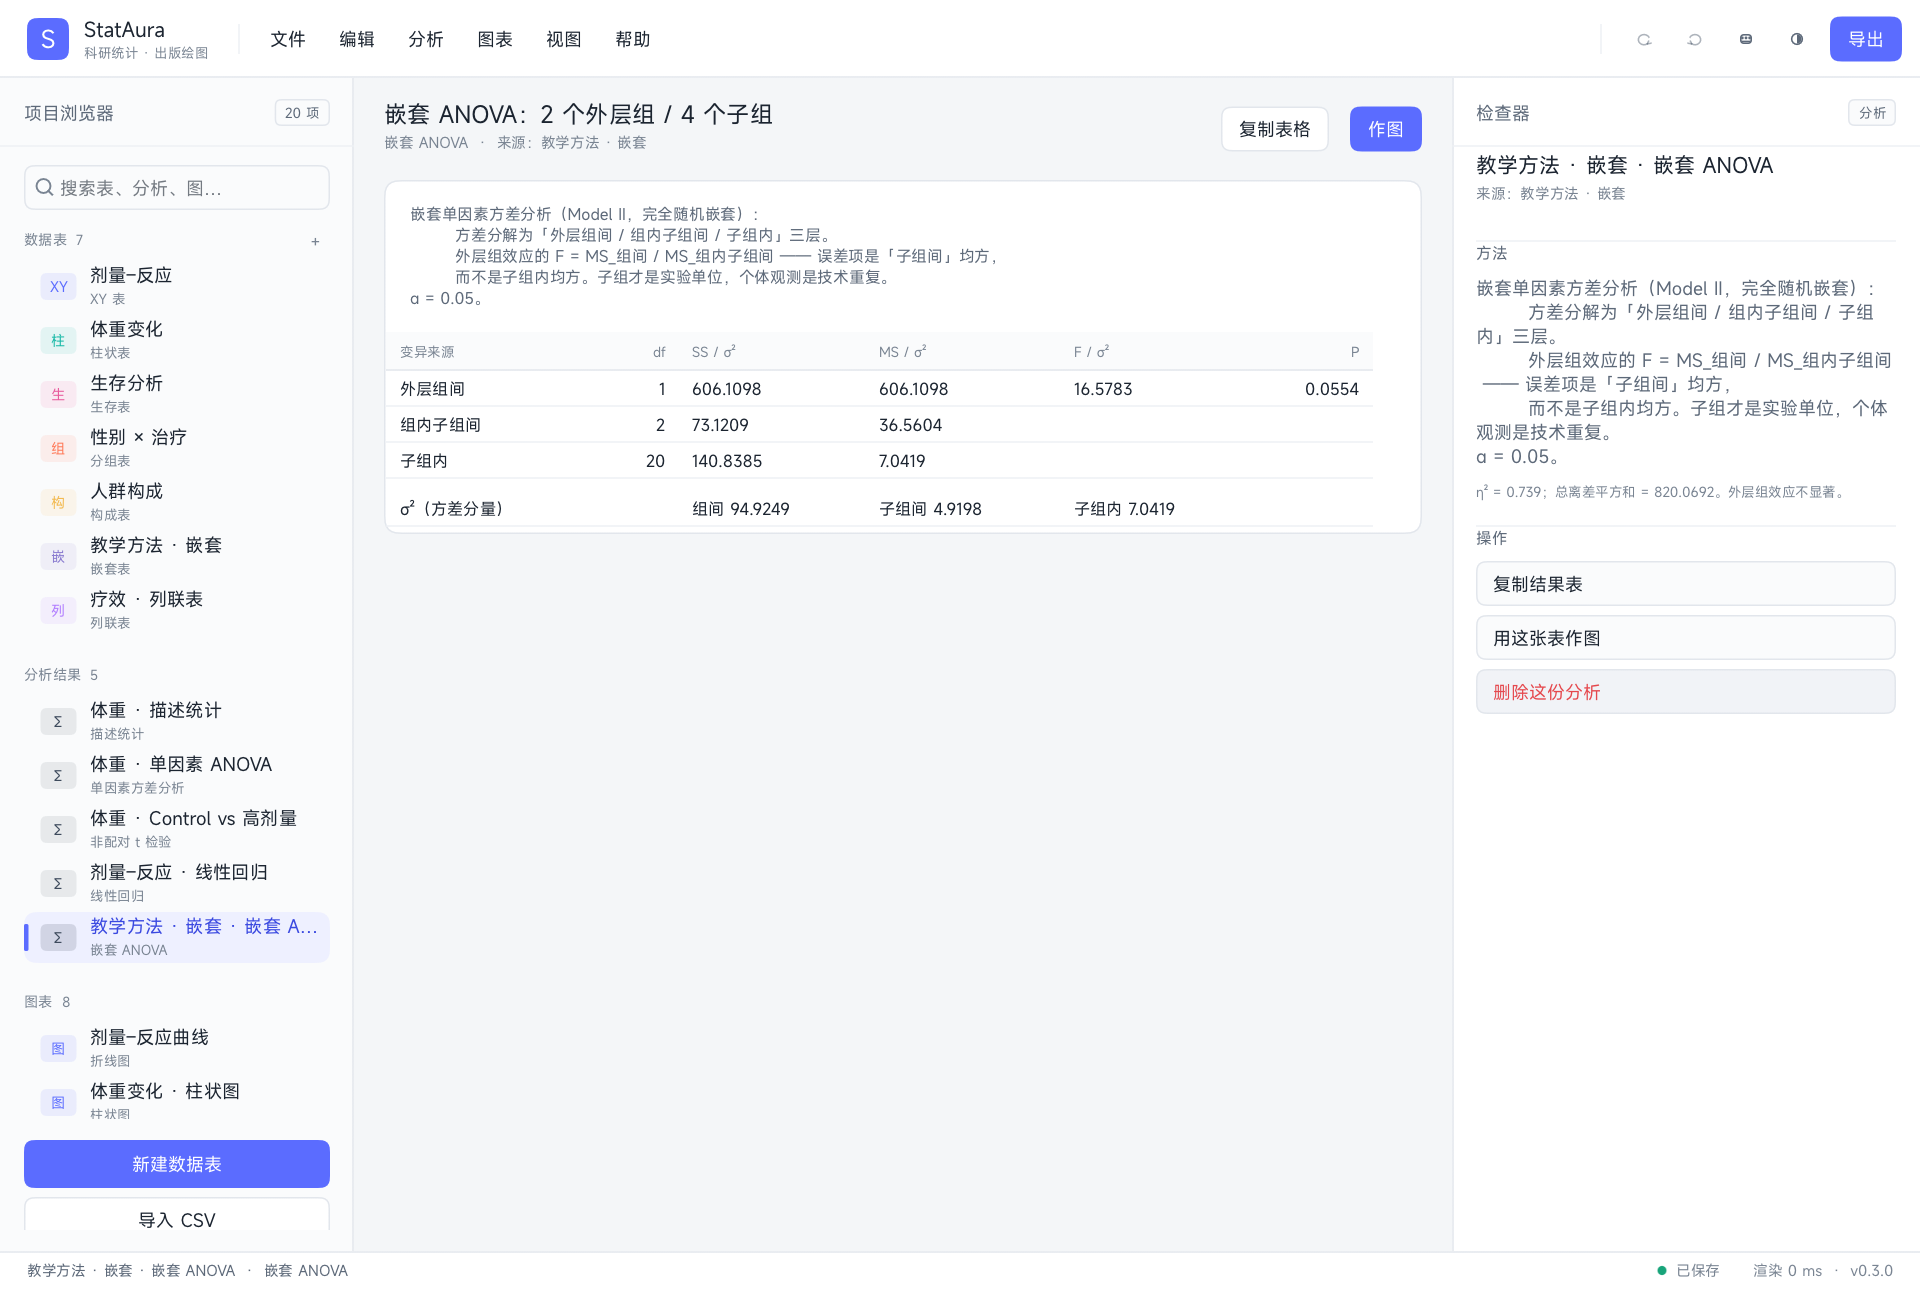 S
StatAura
科研统计 · 出版绘图
文件 编辑 分析 图表 视图 帮助
导出
项目浏览器
20 项
搜索表、分析、图…
数据表 7
+
XY
剂量–反应
XY 表
柱
体重变化
柱状表
生
生存分析
生存表
组
性别 × 治疗
分组表
构
人群构成
构成表
嵌
教学方法 · 嵌套
嵌套表
列
疗效 · 列联表
列联表
分析结果 5
Σ
体重 · 描述统计
描述统计
Σ
体重 · 单因素 ANOVA
单因素方差分析
Σ
体重 · Control vs 高剂量
非配对 t 检验
Σ
剂量–反应 · 线性回归
线性回归
Σ
教学方法 · 嵌套 · 嵌套 A…
嵌套 ANOVA
图表 8
图
剂量–反应曲线
折线图
图
体重变化 · 柱状图
柱状图
新建数据表
导入 CSV
嵌套 ANOVA：2 个外层组 / 4 个子组
嵌套 ANOVA · 来源：教学方法 · 嵌套
复制表格
作图
嵌套单因素方差分析（Model II，完全随机嵌套）：
方差分解为「外层组间 / 组内子组间 / 子组内」三层。
外层组效应的 F = MS_组间 / MS_组内子组间 —— 误差项是「子组间」均方，
而不是子组内均方。子组才是实验单位，个体观测是技术重复。
α = 0.05。
变异来源 df SS / σ² MS / σ² F / σ² P
外层组间 1 606.1098 606.1098 16.5783 0.0554
组内子组间 2 73.1209 36.5604
子组内 20 140.8385 7.0419
σ²（方差分量） 组间 94.9249 子组间 4.9198 子组内 7.0419
检查器
分析
教学方法 · 嵌套 · 嵌套 ANOVA
来源：教学方法 · 嵌套
方法
嵌套单因素方差分析（Model II，完全随机嵌套）：
方差分解为「外层组间 / 组内子组间 / 子组
内」三层。
外层组效应的 F = MS_组间 / MS_组内子组间
—— 误差项是「子组间」均方，
而不是子组内均方。子组才是实验单位，个体
观测是技术重复。
α = 0.05。
η² = 0.739；总离差平方和 = 820.0692。外层组效应不显著。
操作
复制结果表
用这张表作图
删除这份分析
教学方法 · 嵌套 · 嵌套 ANOVA · 嵌套 ANOVA
已保存
渲染 0 ms · v0.3.0